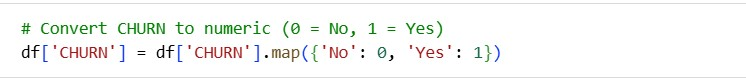 # Convert CHURN to numeric (0 = No, 1 = Yes)
df['CHURN'] = df['CHURN'].map({'No': 0, 'Yes': 1})